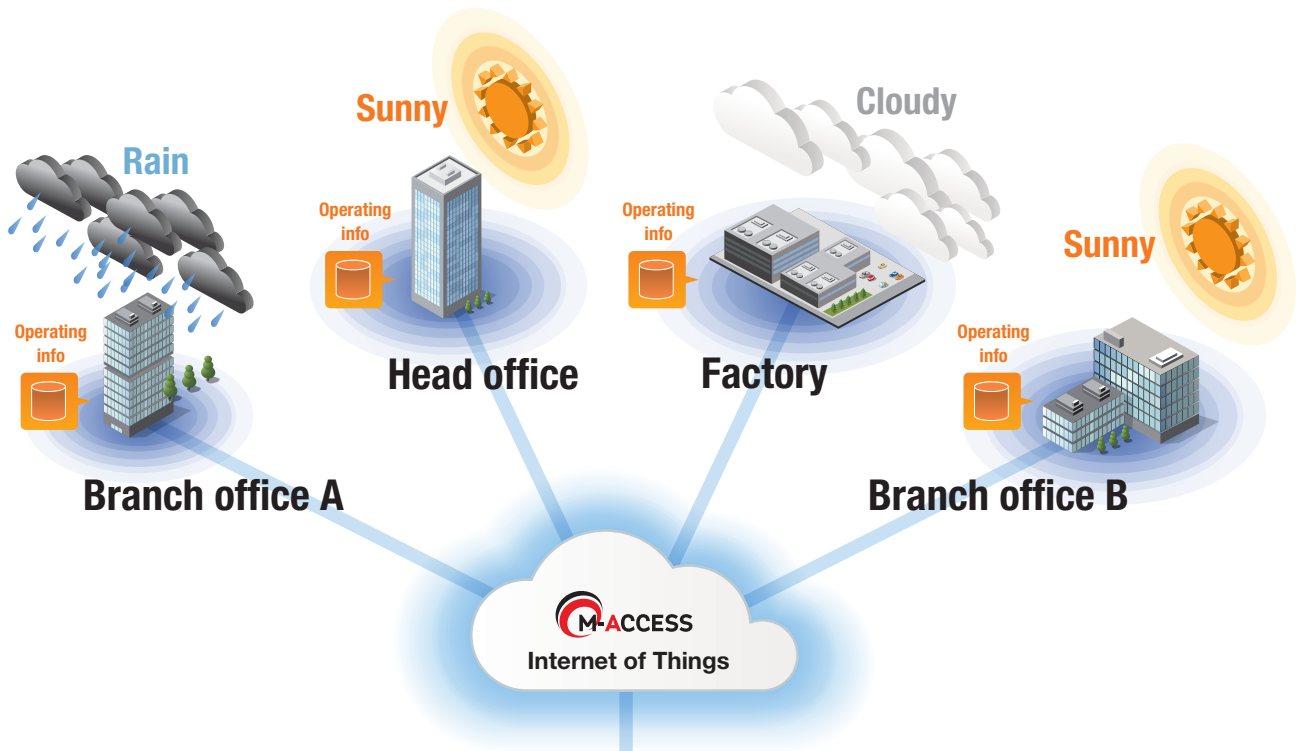 Sunny
Cloudy
Rain
Operating
info
Operating
info
Sunny
Operating
info
Operating
info
Head office
Factory
Branch office A
Branch office B
M-ACCESS
Internet of Things